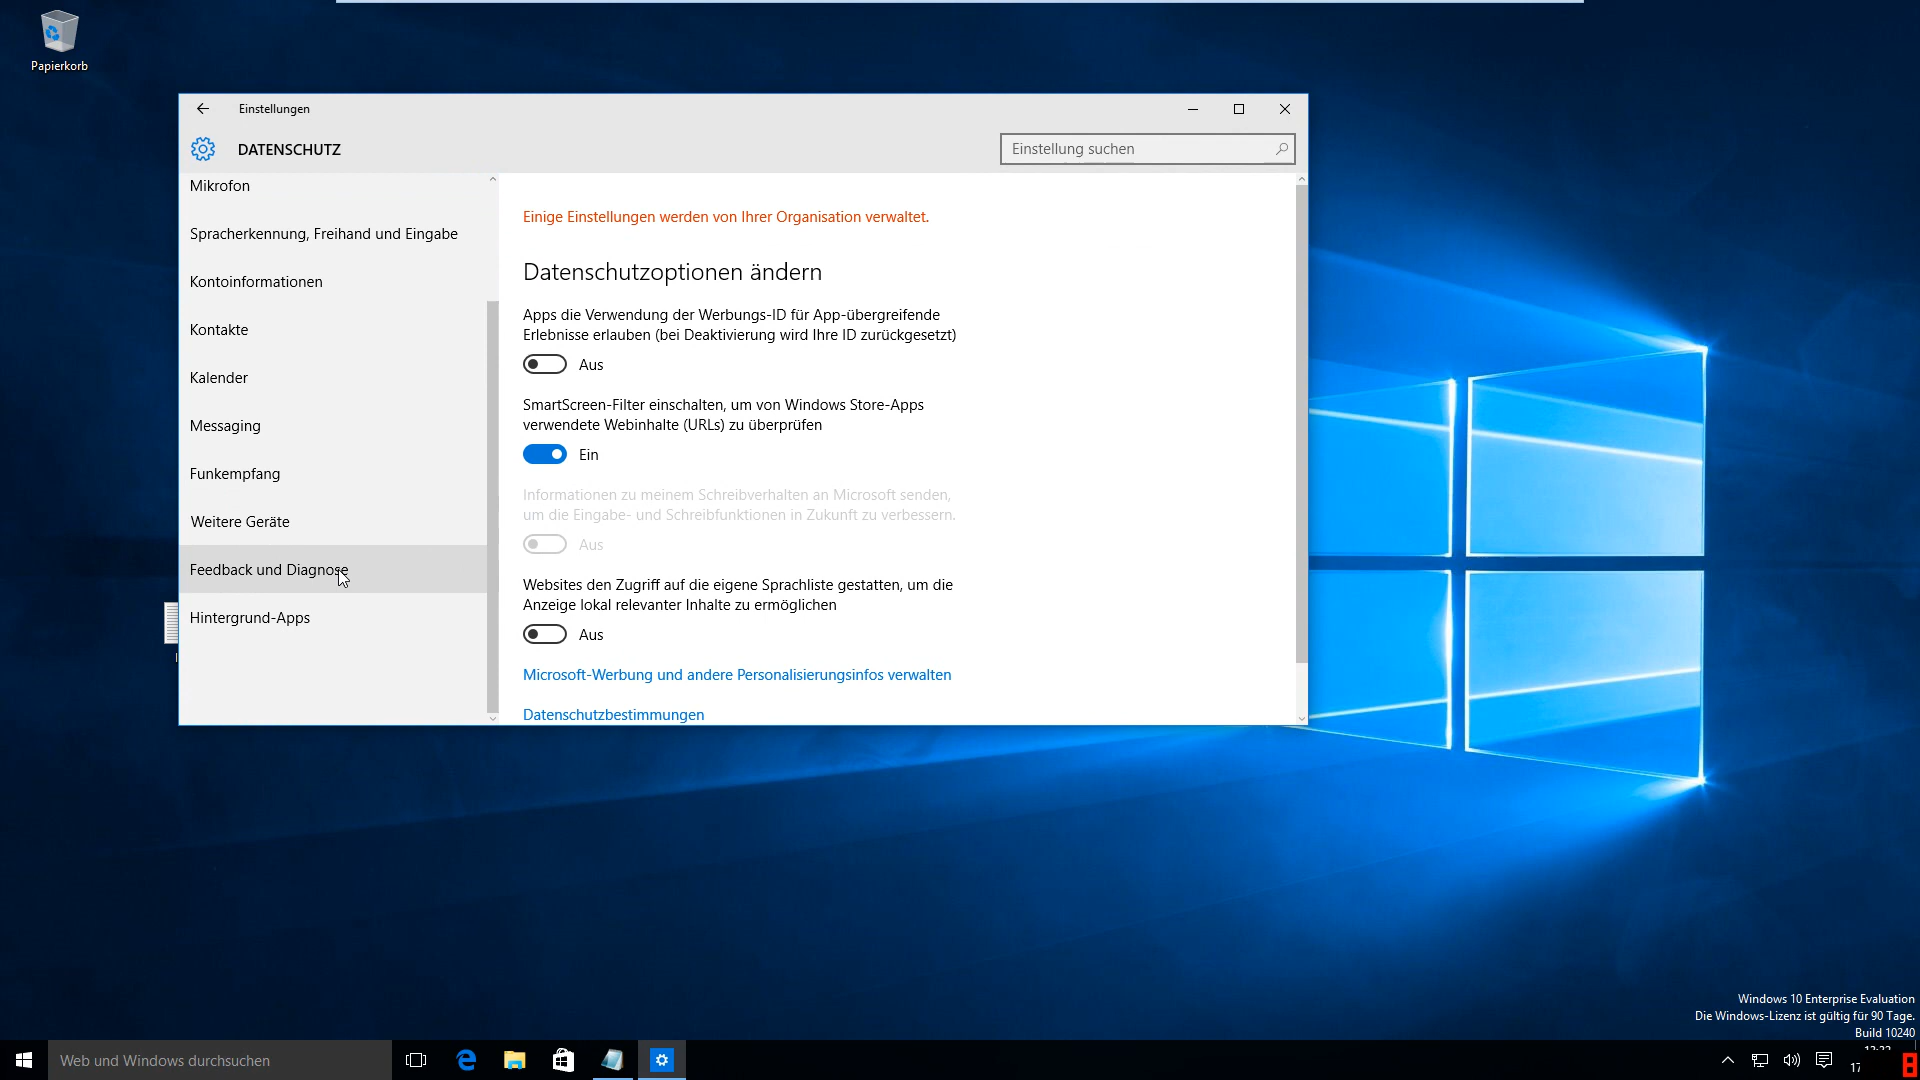 Papierkorb
Einstellungen
DATENSCHUTZ
Einstellung suchen
Mikrofon
Spracherkennung, Freihand und Eingabe
Kontoinformationen
Kontakte
Kalender
Messaging
Funkempfang
Weitere Geräte
Feedback und Diagnose
Hintergrund-Apps
Einige Einstellungen werden von Ihrer Organisation verwaltet.
Datenschutzoptionen ändern
Apps die Verwendung der Werbungs-ID für App-übergreifende
Erlebnisse erlauben (bei Deaktivierung wird Ihre ID zurückgesetzt)
Aus
SmartScreen-Filter einschalten, um von Windows Store-Apps
verwendete Webinhalte (URLs) zu überprüfen
Ein
Informationen zu meinem Schreibverhalten an Microsoft senden,
um die Eingabe- und Schreibfunktionen in Zukunft zu verbessern.
Aus
Websites den Zugriff auf die eigene Sprachliste gestatten, um die
Anzeige lokal relevanter Inhalte zu ermöglichen
Aus
Microsoft-Werbung und andere Personalisierungsinfos verwalten
Datenschutzbestimmungen
Windows 10 Enterprise Evaluation
Die Windows-Lizenz ist gültig für 90 Tage.
Build 10240
Web und Windows durchsuchen